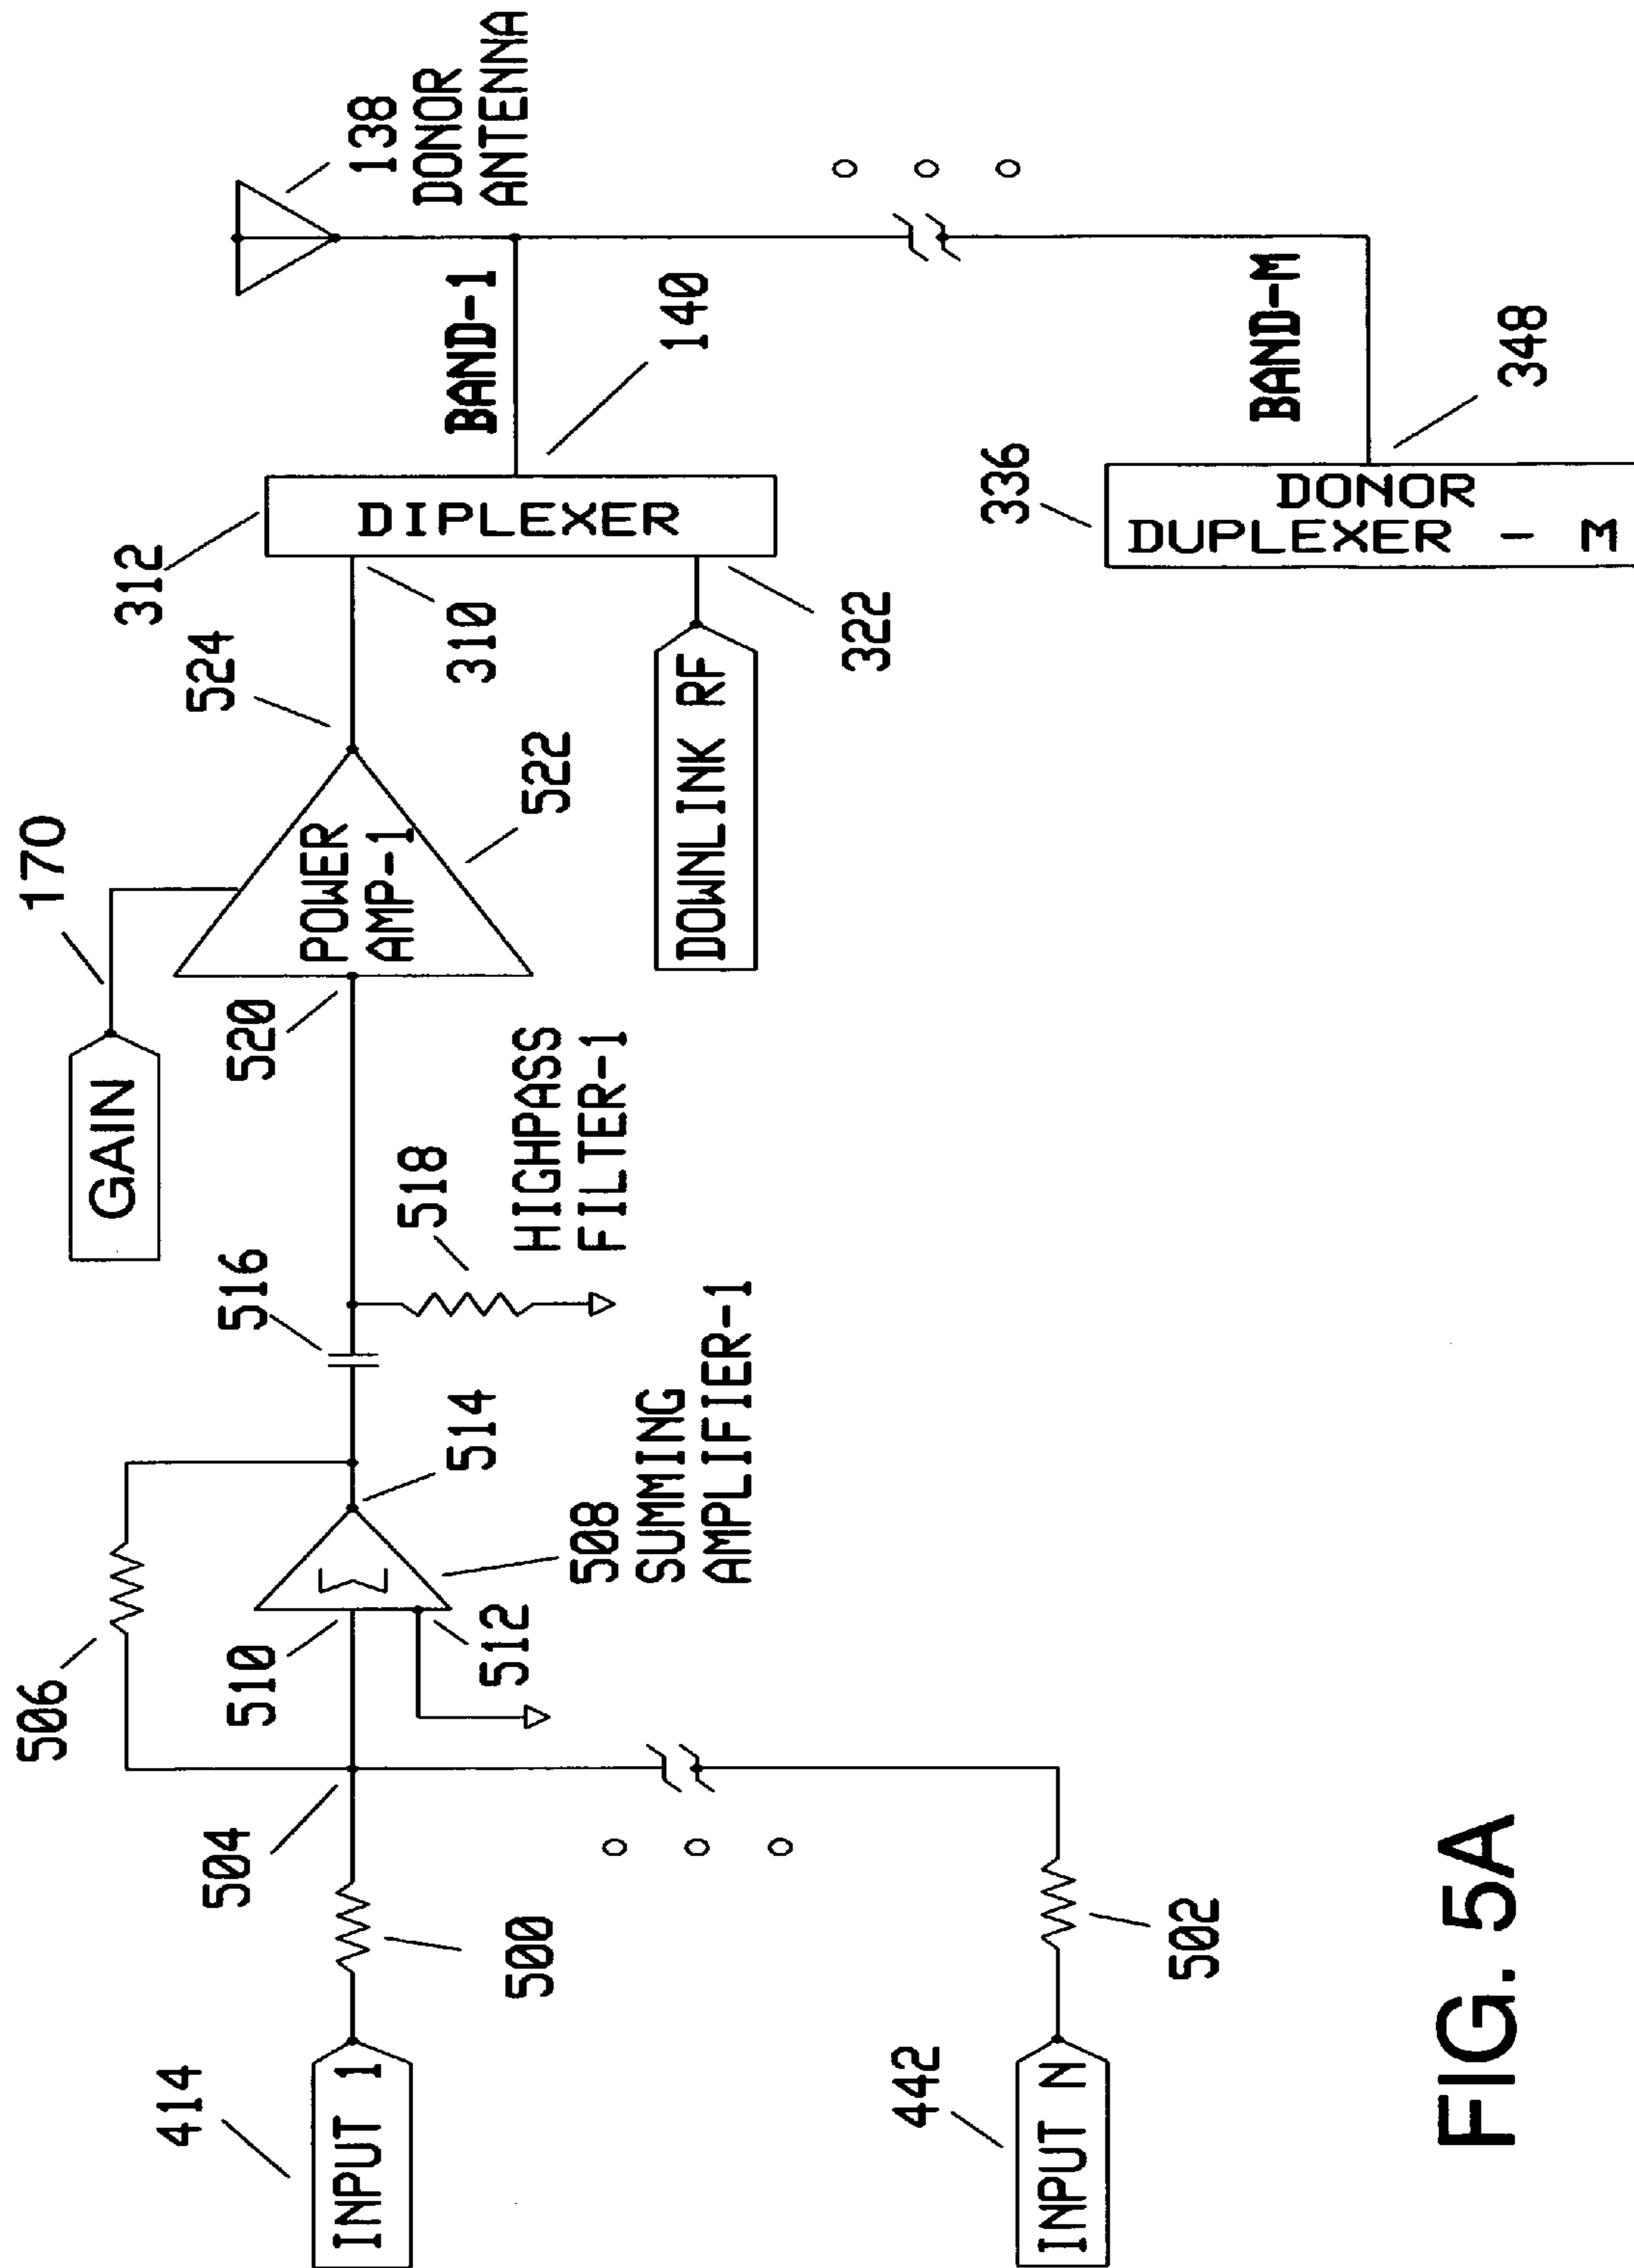 170
GAIN
138
DONOR
ANTENNA
506
516
524
312
504
510
514
520
POWER
AMP-1
310
DIPLEXER
BAND-1
414
INPUT 1
500
512
508
SUMMING
AMPLIFIER-1
518
HIGHPASS
FILTER-1
522
140
DOWNLINK RF
322
442
INPUT N
502
336
DONOR
DUPLEXER - M
BAND-M
348
FIG. 5A